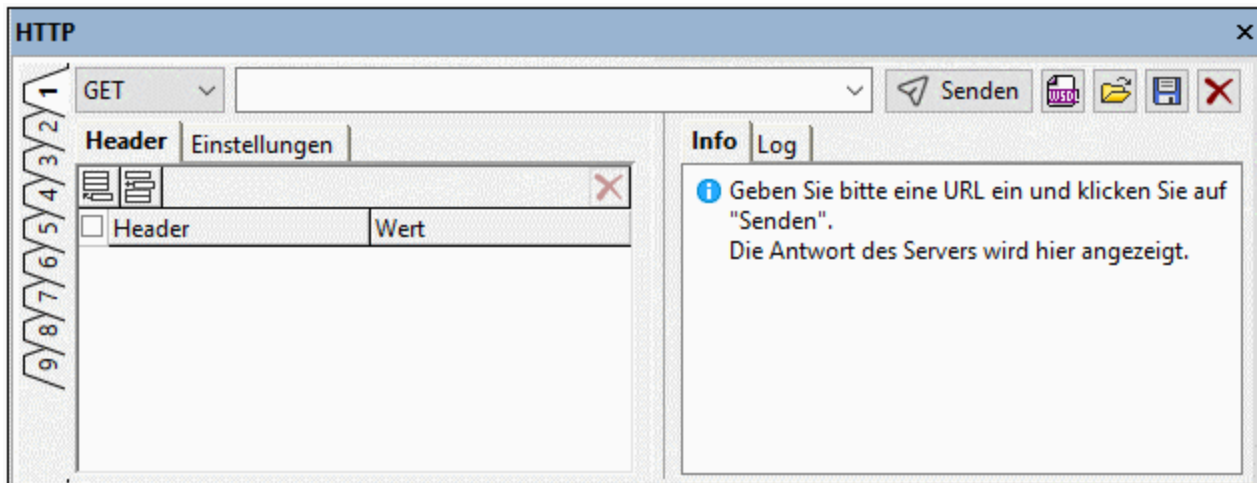 HTTP
GET
Senden
WSDL
1
2
3
4
5
6
7
8
9
Header
Einstellungen
Header
Wert
Info
Log
Geben Sie bitte eine URL ein und klicken Sie auf
"Senden".
Die Antwort des Servers wird hier angezeigt.